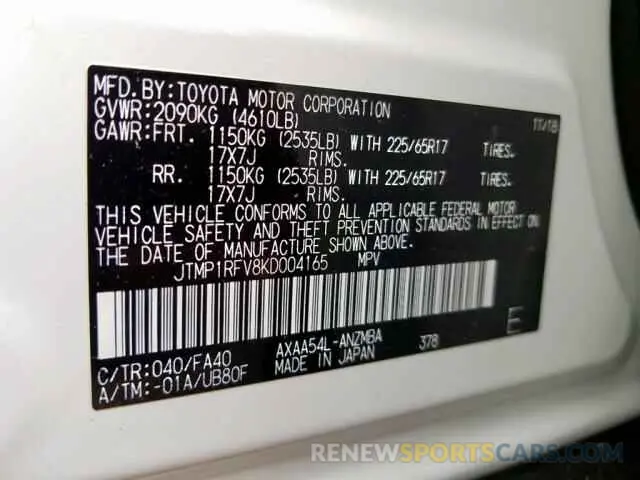 MFD. BY: TOYOTA MOTOR CORPORATION 11/18
GVWR: 2090KG (4610LB)
GAWR: FRT. 1150KG (2535LB) WITH 225/65R17 TIRES.
17X7J RIMS.
RR. 1150KG (2535LB) WITH 225/65R17 TIRES.
17X7J RIMS.
THIS VEHICLE CONFORMS TO ALL APPLICABLE FEDERAL MOTOR
VEHICLE SAFETY AND THEFT PREVENTION STANDARDS IN EFFECT ON
THE DATE OF MANUFACTURE SHOWN ABOVE.
JTMP1RFV8KD004165 MPV
E
C/TR: 040/FA40 AXAA54L-ANZMBA 378
A/TM: -01A/UB80F MADE IN JAPAN
RENEWSPORTSCARS.COM